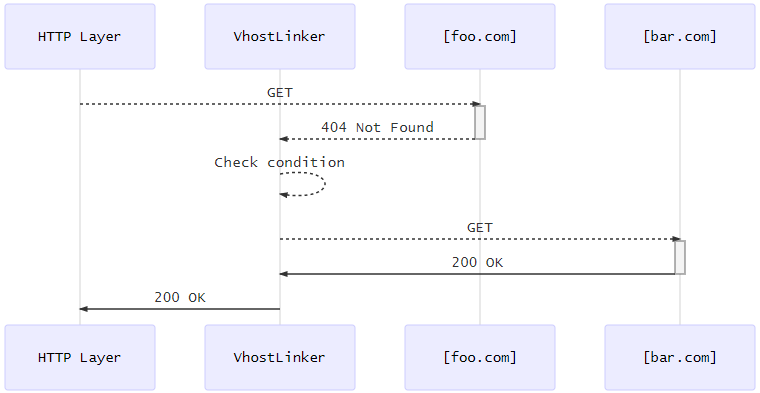 HTTP Layer
VhostLinker
[foo.com]
[bar.com]
GET
404 Not Found
Check condition
GET
200 OK
200 OK
HTTP Layer
VhostLinker
[foo.com]
[bar.com]